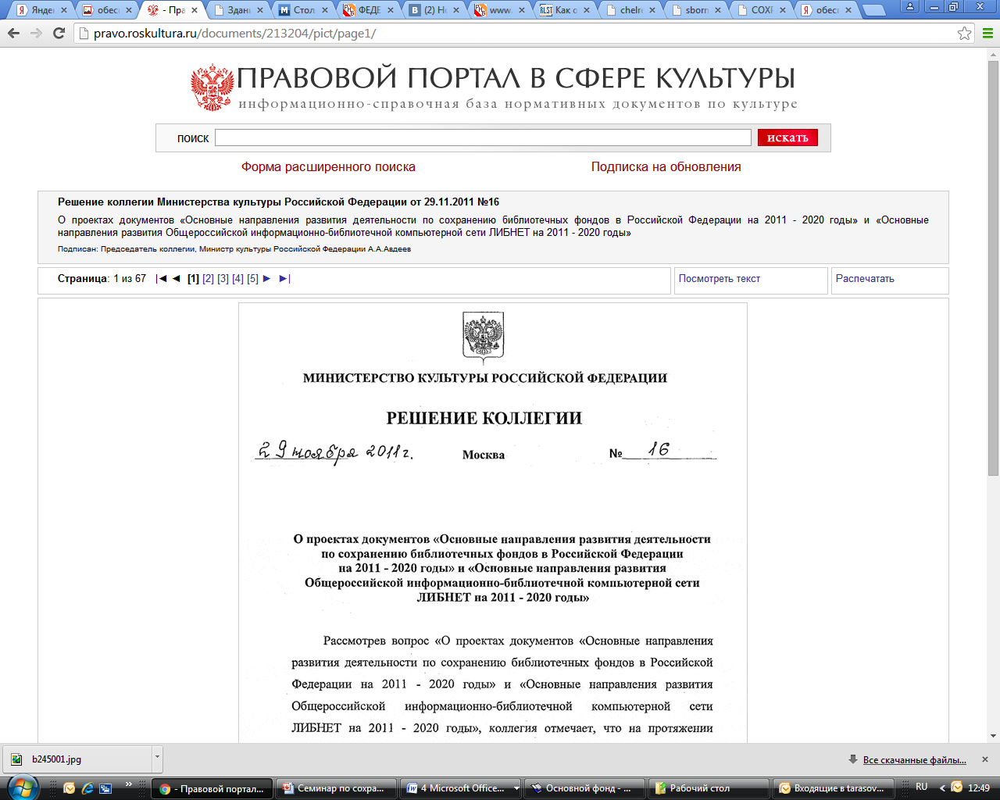 Яндек
обесп
- Пра
Здани
Стол
ФЕДЕ
(2) Но
www.
Как о
chelre
sborn
СОХР
обесп
pravo.roskultura.ru/documents/213204/pict/page1/
ПРАВОВОЙ ПОРТАЛ В СФЕРЕ КУЛЬТУРЫ
информационно-справочная база нормативных документов по культуре
поиск
искать
Форма расширенного поиска
Подписка на обновления
Решение коллегии Министерства культуры Российской Федерации от 29.11.2011 №16
О проектах документов «Основные направления развития деятельности по сохранению библиотечных фондов в Российской Федерации на 2011 - 2020 годы» и «Основные
направления развития Общероссийской информационно-библиотечной компьютерной сети ЛИБНЕТ на 2011 - 2020 годы»
Подписан: Председатель коллегии, Министр культуры Российской Федерации А.А.Авдеев
Страница: 1 из 67 |◄ ◄ [1] [2] [3] [4] [5] ► ►|
Посмотреть текст
Распечатать
МИНИСТЕРСТВО КУЛЬТУРЫ РОССИЙСКОЙ ФЕДЕРАЦИИ
РЕШЕНИЕ КОЛЛЕГИИ
29 ноября 2011 г. Москва № 16
О проектах документов «Основные направления развития деятельности
по сохранению библиотечных фондов в Российской Федерации
на 2011 - 2020 годы» и «Основные направления развития
Общероссийской информационно-библиотечной компьютерной сети
ЛИБНЕТ на 2011 - 2020 годы»
Рассмотрев вопрос «О проектах документов «Основные направления
развития деятельности по сохранению библиотечных фондов в Российской
Федерации на 2011 - 2020 годы» и «Основные направления развития
Общероссийской информационно-библиотечной компьютерной сети
ЛИБНЕТ на 2011 - 2020 годы», коллегия отмечает, что на протяжении
b245001.jpg
Все скачанные файлы...
- Правовой портал...
Семинар по сохра...
4 Microsoft Office...
Основной фонд - ...
Рабочий стол
Входящие в tarasov...
RU
12:49